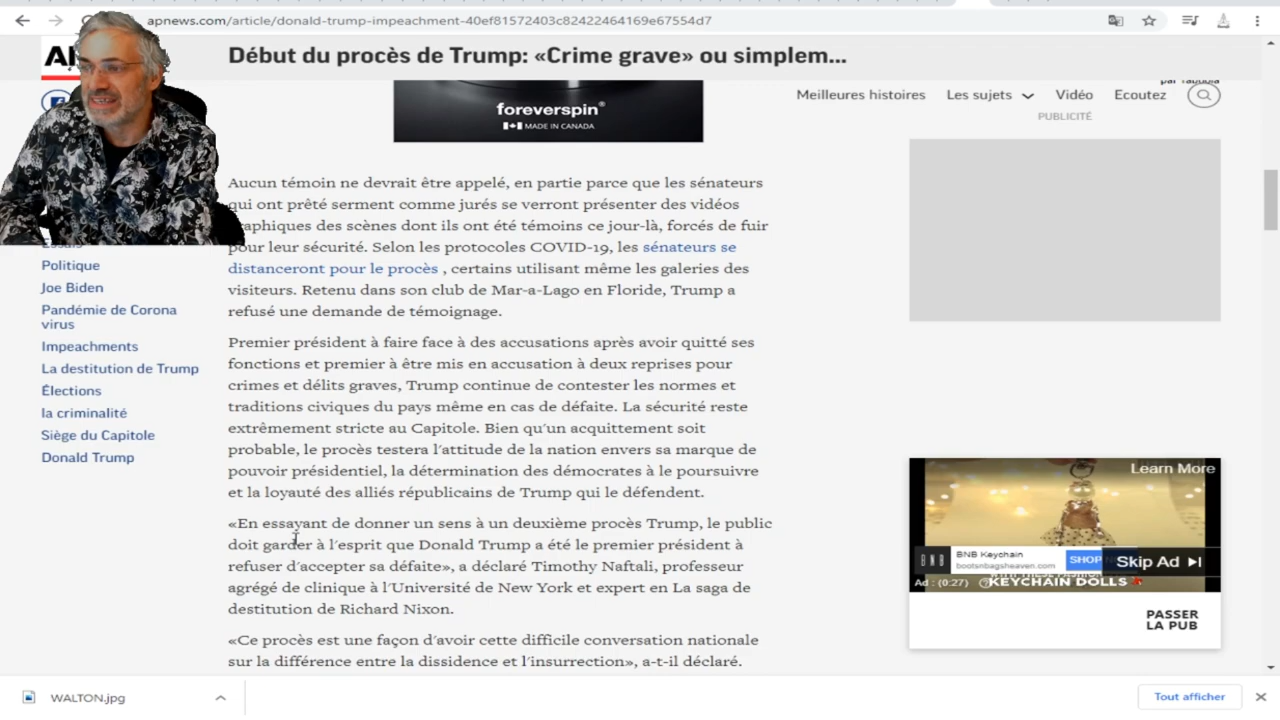 apnews.com/article/donald-trump-impeachment-40ef81572403c82422464169e67554d7
Début du procès de Trump: «Crime grave» ou simplem...
foreverspin®
MADE IN CANADA
Meilleures histoires
Les sujets
Vidéo
Ecoutez
PUBLICITÉ
Politique
Joe Biden
Pandémie de Corona
virus
Impeachments
La destitution de Trump
Élections
la criminalité
Siège du Capitole
Donald Trump
Aucun témoin ne devrait être appelé, en partie parce que les sénateurs
qui ont prêté serment comme jurés se verront présenter des vidéos
graphiques des scènes dont ils ont été témoins ce jour-là, forcés de fuir
pour leur sécurité. Selon les protocoles COVID-19, les sénateurs se
distanceront pour le procès , certains utilisant même les galeries des
visiteurs. Retenu dans son club de Mar-a-Lago en Floride, Trump a
refusé une demande de témoignage.
Premier président à faire face à des accusations après avoir quitté ses
fonctions et premier à être mis en accusation à deux reprises pour
crimes et délits graves, Trump continue de contester les normes et
traditions civiques du pays même en cas de défaite. La sécurité reste
extrêmement stricte au Capitole. Bien qu'un acquittement soit
probable, le procès testera l'attitude de la nation envers sa marque de
pouvoir présidentiel, la détermination des démocrates à le poursuivre
et la loyauté des alliés républicains de Trump qui le défendent.
«En essayant de donner un sens à un deuxième procès Trump, le public
doit garder à l'esprit que Donald Trump a été le premier président à
refuser d'accepter la défaite», a déclaré Timothy Naftali, professeur
agrégé de clinique à l'Université de New York et expert en La saga de
destitution de Richard Nixon.
«Ce procès est une façon d'avoir cette difficile conversation nationale
sur la différence entre la dissidence et l'insurrection», a-t-il déclaré.
Learn More
BNB Keychain
bootsnbagsheaven.com
SHOP
Skip Ad
Ad : (0:27)
KEYCHAIN DOLLS
PASSER
LA PUB
WALTON.jpg
Tout afficher